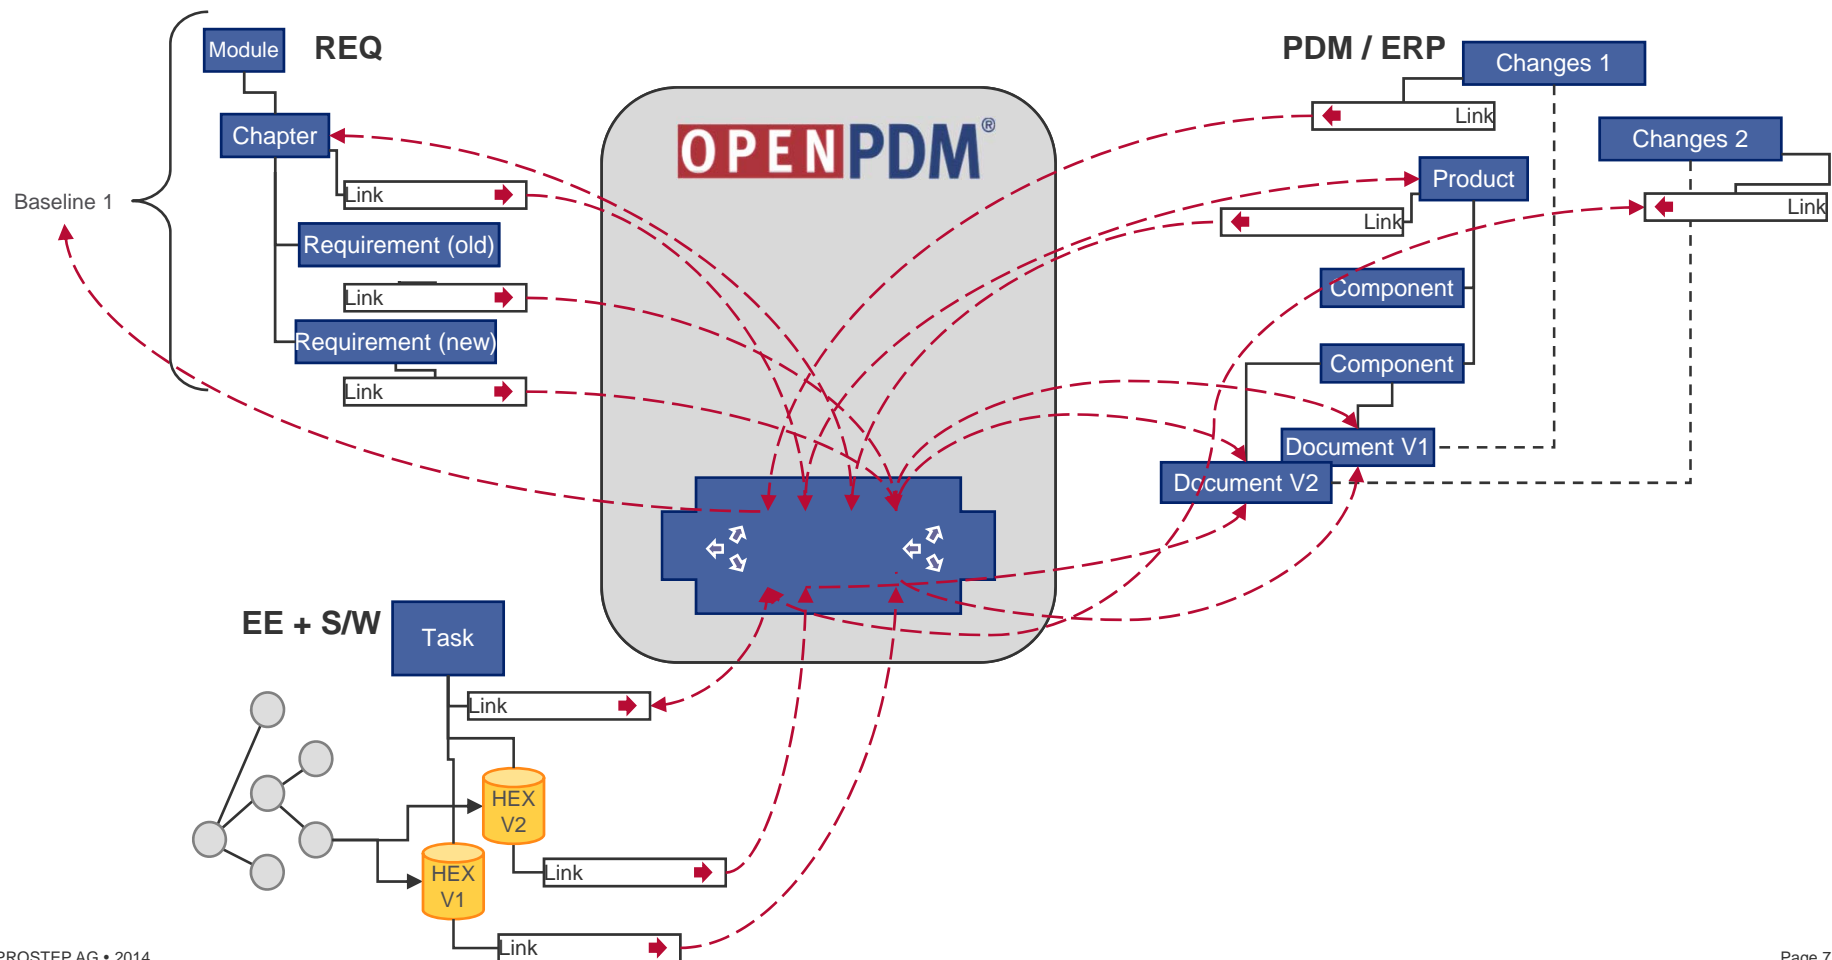 REQ
Module
Chapter
Link
Baseline 1
Requirement (old)
Link
Requirement (new)
Link
OPENPDM®
PDM / ERP
Changes 1
Link
Changes 2
Link
Product
Link
Component
Component
Document V1
Document V2
EE + S/W
Task
Link
HEX
V2
Link
HEX
V1
Link
PROSTEP AG • 2014
Page 7